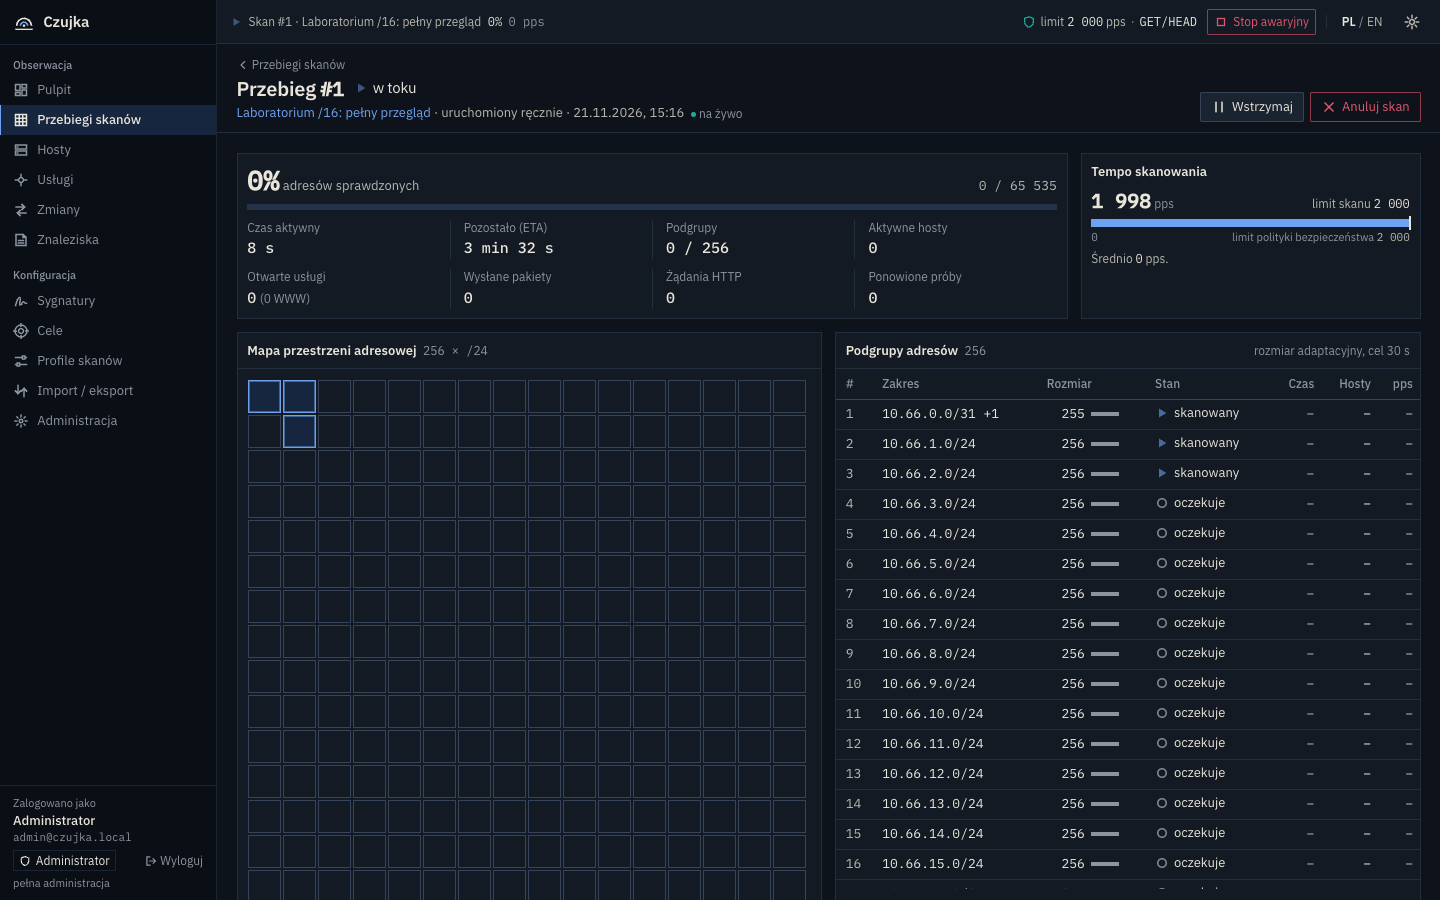 Czujka
Skan #1 · Laboratorium /16: pełny przegląd 0% 0 pps
limit 2 000 pps · GET/HEAD
Stop awaryjny
PL / EN
Obserwacja
Pulpit
Przebiegi skanów
Hosty
Usługi
Zmiany
Znaleziska
Konfiguracja
Sygnatury
Cele
Profile skanów
Import / eksport
Administracja
Zalogowano jako
Administrator
admin@czujka.local
Administrator
Wyloguj
pełna administracja
Przebiegi skanów
Przebieg #1 w toku
Laboratorium /16: pełny przegląd · uruchomiony ręcznie · 21.11.2026, 15:16 na żywo
Wstrzymaj
Anuluj skan
0% adresów sprawdzonych 0 / 65 535
Czas aktywny
8 s
Pozostało (ETA)
3 min 32 s
Podgrupy
0 / 256
Aktywne hosty
0
Otwarte usługi
0 (0 WWW)
Wysłane pakiety
0
Żądania HTTP
0
Ponowione próby
0
Tempo skanowania
1 998 pps limit skanu 2 000
0 limit polityki bezpieczeństwa 2 000
Średnio 0 pps.
Mapa przestrzeni adresowej 256 × /24
Podgrupy adresów 256 rozmiar adaptacyjny, cel 30 s
# Zakres Rozmiar Stan Czas Hosty pps
1 10.66.0.0/31 +1 255 skanowany – – –
2 10.66.1.0/24 256 skanowany – – –
3 10.66.2.0/24 256 skanowany – – –
4 10.66.3.0/24 256 oczekuje – – –
5 10.66.4.0/24 256 oczekuje – – –
6 10.66.5.0/24 256 oczekuje – – –
7 10.66.6.0/24 256 oczekuje – – –
8 10.66.7.0/24 256 oczekuje – – –
9 10.66.8.0/24 256 oczekuje – – –
10 10.66.9.0/24 256 oczekuje – – –
11 10.66.10.0/24 256 oczekuje – – –
12 10.66.11.0/24 256 oczekuje – – –
13 10.66.12.0/24 256 oczekuje – – –
14 10.66.13.0/24 256 oczekuje – – –
15 10.66.14.0/24 256 oczekuje – – –
16 10.66.15.0/24 256 oczekuje – – –